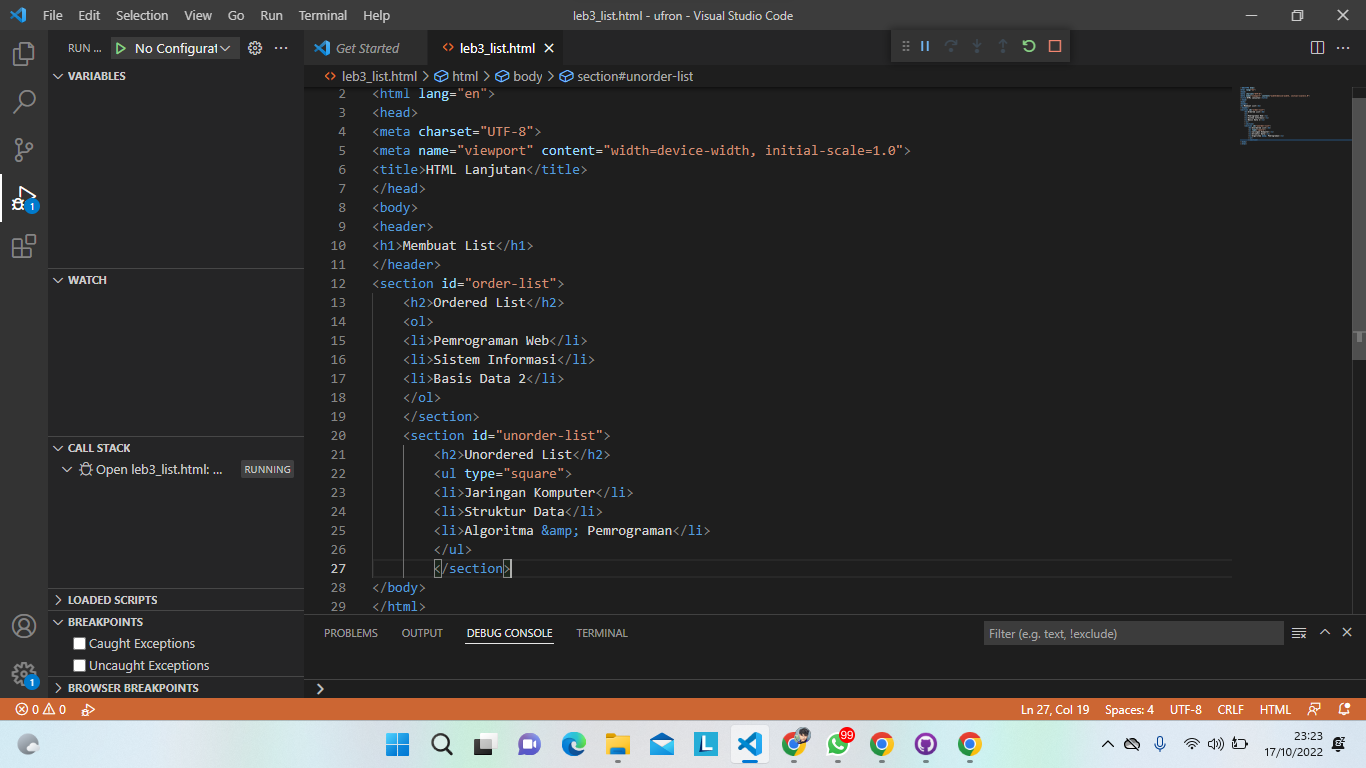 File Edit Selection View Go Run Terminal Help leb3_list.html - ufron - Visual Studio Code
RUN ... No Configurat ··· Get Started leb3_list.html
leb3_list.html > html > body > section#unorder-list
VARIABLES
2 <html lang="en">
3 <head>
4 <meta charset="UTF-8">
5 <meta name="viewport" content="width=device-width, initial-scale=1.0">
6 <title>HTML Lanjutan</title>
7 </head>
8 <body>
9 <header>
10 <h1>Membuat List</h1>
11 </header>
12 <section id="order-list">
13 <h2>Ordered List</h2>
14 <ol>
15 <li>Pemrograman Web</li>
16 <li>Sistem Informasi</li>
17 <li>Basis Data 2</li>
18 </ol>
19 </section>
20 <section id="unorder-list">
21 <h2>Unordered List</h2>
22 <ul type="square">
23 <li>Jaringan Komputer</li>
24 <li>Struktur Data</li>
25 <li>Algoritma &amp; Pemrograman</li>
26 </ul>
27 </section>
28 </body>
29 </html>
WATCH
CALL STACK
Open leb3_list.html: ... RUNNING
LOADED SCRIPTS
BREAKPOINTS
Caught Exceptions
Uncaught Exceptions
BROWSER BREAKPOINTS
1
1
PROBLEMS OUTPUT DEBUG CONSOLE TERMINAL Filter (e.g. text, !exclude)
0 0 Ln 27, Col 19 Spaces: 4 UTF-8 CRLF HTML
L 99 23:23
17/10/2022